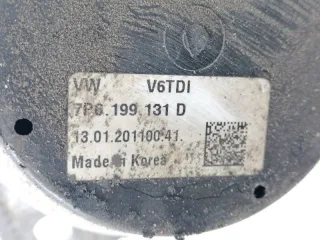 VW V6TDI
7P6.199.131 D
13.01.201100:41.
Made in Korea